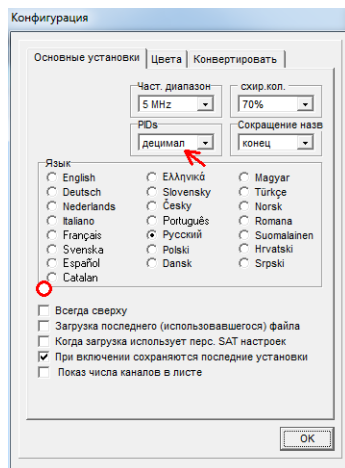 Конфигурация
Основные установки Цвета Конвертировать
Част. диапазон схир.кол.
5 MHz 70%
PIDs Сокращение назв
децимал конец
Язык
English Ελληνικά Magyar
Deutsch Slovensky Türkçe
Nederlands Česky Norsk
Italiano Português Romana
Français Русский Suomalainen
Svenska Polski Hrvatski
Español Dansk Srpski
Catalan
Всегда сверху
Загрузка последнего (использовавшегося) файла
Когда загрузка использует перс. SAT настроек
При включении сохраняются последние установки
Показ числа каналов в листе
OK